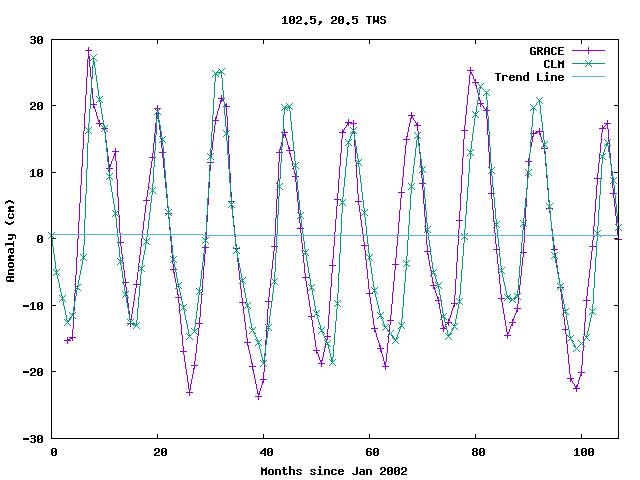 102.5, 20.5 TWS
30
20
10
0
-10
-20
-30
Anomaly (cm)
GRACE
CLM
Trend Line
0 20 40 60 80 100
Months since Jan 2002